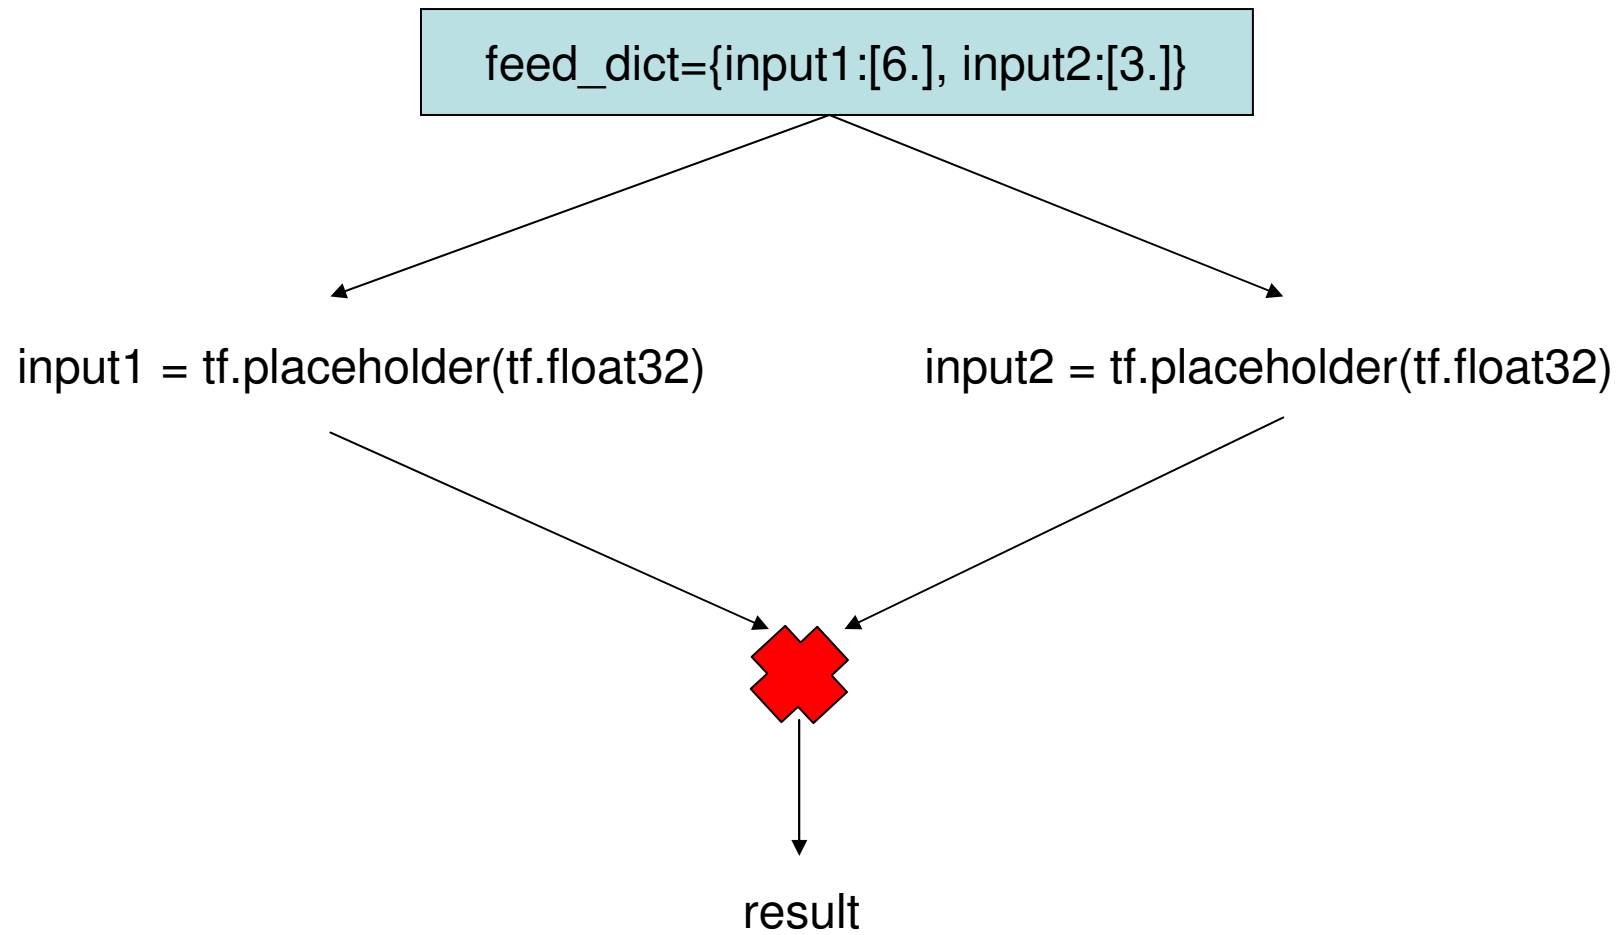 feed_dict={input1:[6.], input2:[3.]}
input1 = tf.placeholder(tf.float32)
input2 = tf.placeholder(tf.float32)
result